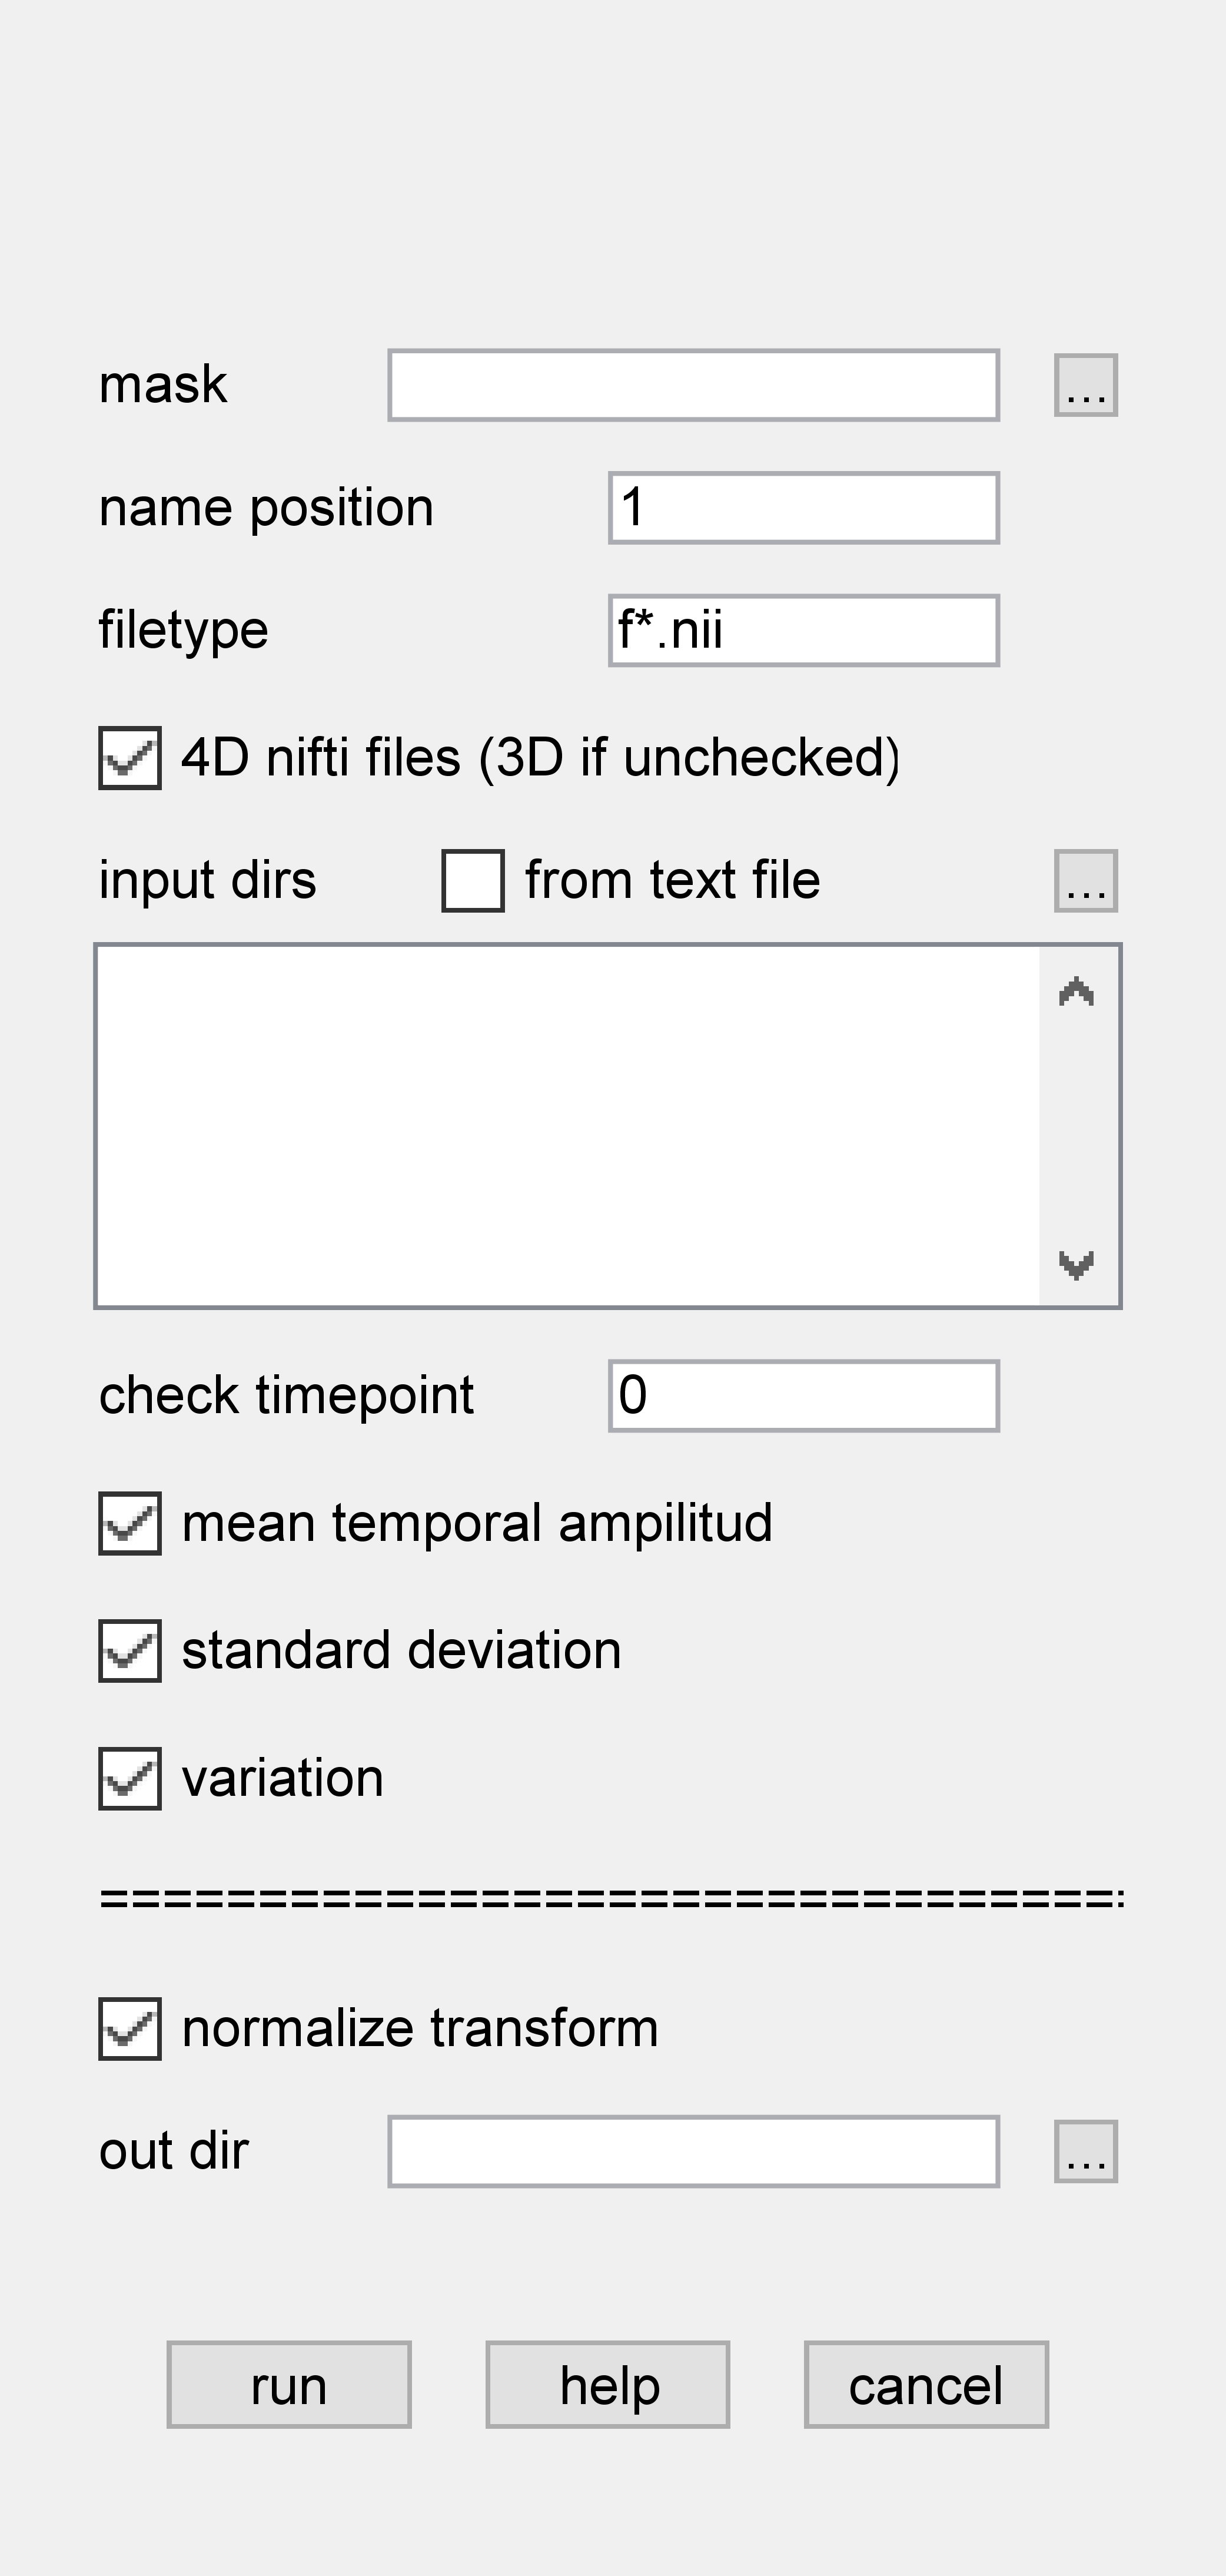 mask ...
name position 1
filetype f*.nii
4D nifti files (3D if unchecked)
input dirs from text file ...
check timepoint 0
mean temporal ampilitud
standard deviation
variation
=================================
normalize transform
out dir ...
run help cancel